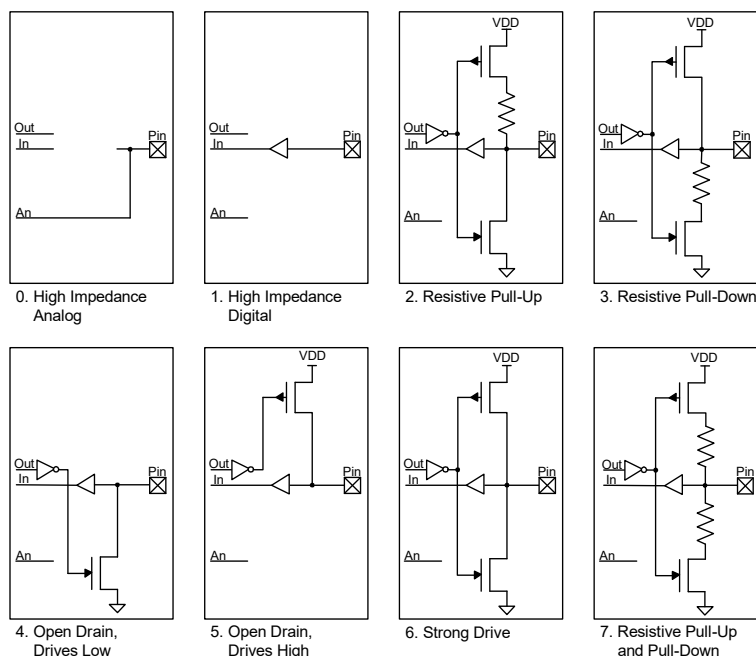 VDD
VDD
Out
In
Pin
An
Out
In
Pin
An
Out
In
Pin
An
Out
In
Pin
An
0. High Impedance
Analog
1. High Impedance
Digital
2. Resistive Pull-Up
3. Resistive Pull-Down
VDD
VDD
VDD
Out
In
Pin
An
Out
In
Pin
An
Out
In
Pin
An
Out
In
Pin
An
4. Open Drain,
Drives Low
5. Open Drain,
Drives High
6. Strong Drive
7. Resistive Pull-Up
and Pull-Down